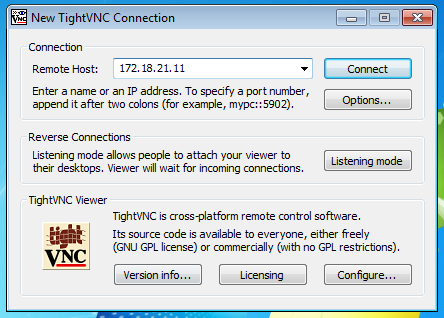 New TightVNC Connection
Connection
Remote Host: 172.18.21.11 Connect
Enter a name or an IP address. To specify a port number,
append it after two colons (for example, mypc::5902). Options...
Reverse Connections
Listening mode allows people to attach your viewer to
their desktops. Viewer will wait for incoming connections. Listening mode
TightVNC Viewer
tight
VNC
TightVNC is cross-platform remote control software.
Its source code is available to everyone, either freely
(GNU GPL license) or commercially (with no GPL restrictions).
Version info... Licensing Configure...